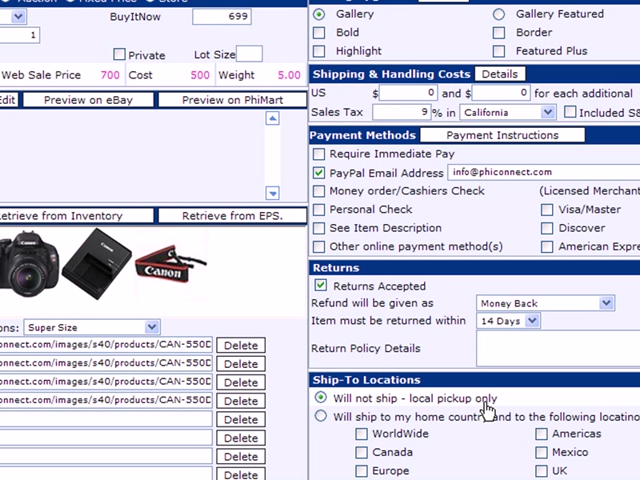 Auction Fixed Price Store
BuyItNow 699
1
Private Lot Size
Web Sale Price 700 Cost 500 Weight 5.00
Edit Preview on eBay Preview on PhiMart
etrieve from Inventory Retrieve from EPS.
Canon
ons: Super Size
onnect.com/images/s40/products/CAN-550D Delete
onnect.com/images/s40/products/CAN-550D Delete
onnect.com/images/s40/products/CAN-550D Delete
onnect.com/images/s40/products/CAN-550D Delete
Delete
Delete
Delete
Delete
Gallery Gallery Featured
Bold Border
Highlight Featured Plus
Shipping & Handling Costs Details
US $ 0 and $ 0 for each additional
Sales Tax 9 % in California Included S&
Payment Methods Payment Instructions
Require Immediate Pay
PayPal Email Address info@phiconnect.com
Money order/Cashiers Check (Licensed Merchant
Personal Check Visa/Master
See Item Description Discover
Other online payment method(s) American Expre
Returns
Returns Accepted
Refund will be given as Money Back
Item must be returned within 14 Days
Return Policy Details
Ship-To Locations
Will not ship - local pickup only
Will ship to my home country and to the following locations
WorldWide Americas
Canada Mexico
Europe UK